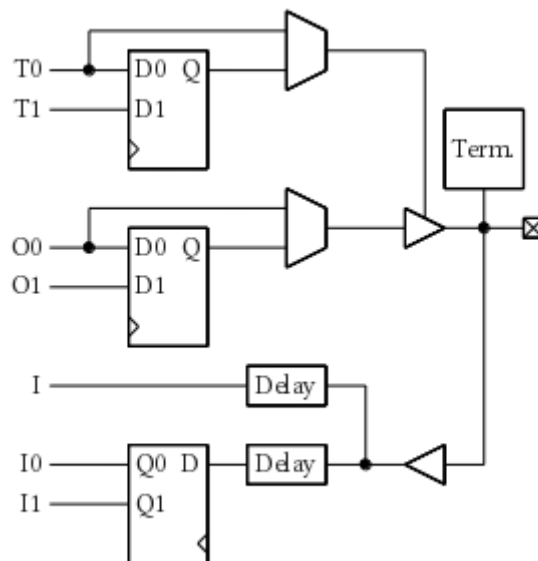 T0 D0 Q
T1 D1
Term.
O0 D0 Q
O1 D1
I Delay
I0 Q0 D Delay
I1 Q1